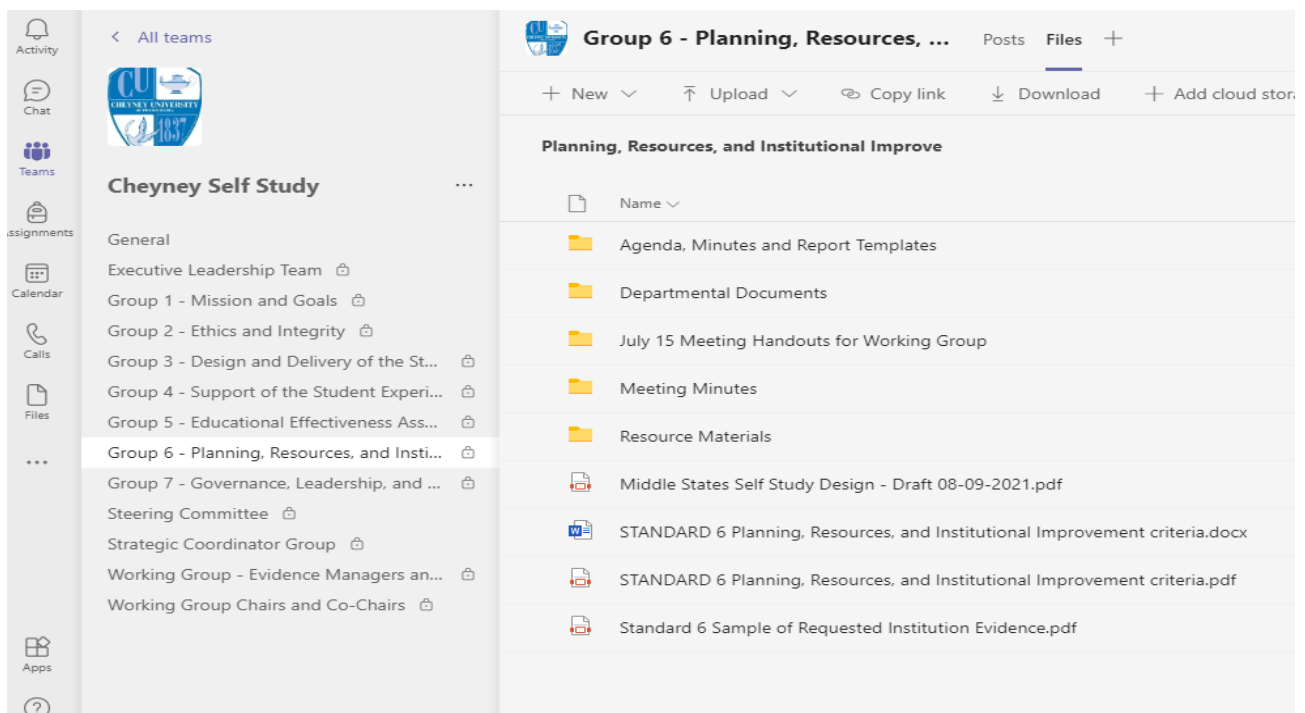 Activity
Chat
Teams
ssignments
Calendar
Calls
Files
Apps
All teams
CU
CHEYNEY UNIVERSITY
1837
Cheyney Self Study
General
Executive Leadership Team
Group 1 - Mission and Goals
Group 2 - Ethics and Integrity
Group 3 - Design and Delivery of the St...
Group 4 - Support of the Student Experi...
Group 5 - Educational Effectiveness Ass...
Group 6 - Planning, Resources, and Insti...
Group 7 - Governance, Leadership, and ...
Steering Committee
Strategic Coordinator Group
Working Group - Evidence Managers an...
Working Group Chairs and Co-Chairs
Group 6 - Planning, Resources, ... Posts Files
New Upload Copy link Download Add cloud stora
Planning, Resources, and Institutional Improve
Name
Agenda, Minutes and Report Templates
Departmental Documents
July 15 Meeting Handouts for Working Group
Meeting Minutes
Resource Materials
Middle States Self Study Design - Draft 08-09-2021.pdf
STANDARD 6 Planning, Resources, and Institutional Improvement criteria.docx
STANDARD 6 Planning, Resources, and Institutional Improvement criteria.pdf
Standard 6 Sample of Requested Institution Evidence.pdf